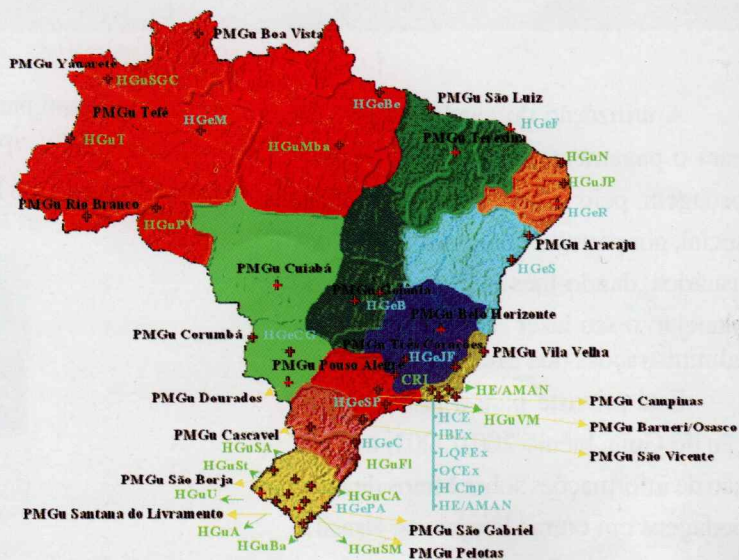 PMGu Boa Vista
PMGu Yauareté
HGuSGC
HGeBe
PMGu São Luiz
PMGu Tefé
HGeM
HGeF
HGuT
HGuMba
PMGu Teresina
HGuN
HGuJP
PMGu Rio Branco
HGeR
HGuPV
PMGu Aracaju
HGeS
PMGu Cuiabá
PMGu Goiânia
HGeB
PMGu Belo Horizonte
PMGu Corumbá
HGeCG
PMGu Três Corações
HGeJF
PMGu Vila Velha
PMGu Pouso Alegre
CRI
HE/AMAN
PMGu Dourados
HGeSP
PMGu Campinas
HCE
HGuVM
PMGu Barueri/Osasco
PMGu Cascavel
IBEx
HGeC
PMGu São Vicente
HGuSA
LQFEx
HGuSt
HGuFl
OCEx
PMGu São Borja
H Cmp
HGuU
HGuCA
HE/AMAN
HGePA
PMGu Santana do Livramento
PMGu São Gabriel
HGuA
HGuBa
HGuSM
PMGu Pelotas